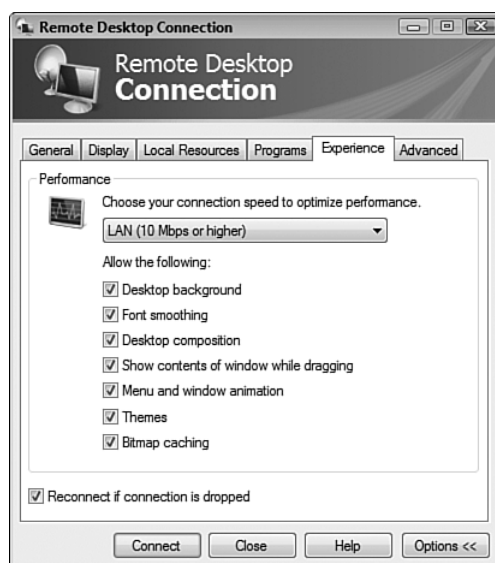 Remote Desktop Connection
Remote Desktop
Connection
General Display Local Resources Programs Experience Advanced
Performance
Choose your connection speed to optimize performance.
LAN (10 Mbps or higher)
Allow the following:
Desktop background
Font smoothing
Desktop composition
Show contents of window while dragging
Menu and window animation
Themes
Bitmap caching
Reconnect if connection is dropped
Connect Close Help Options <<